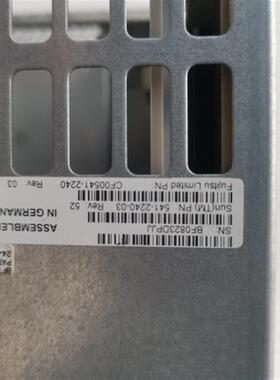 Fujitsu Limited PN CF00541-2240 Rev: 03
Sun(TM) PN: 541-2240-03 Rev: 52
SN: BF0823DPJJ
ASSEMBLE
IN GERMAN